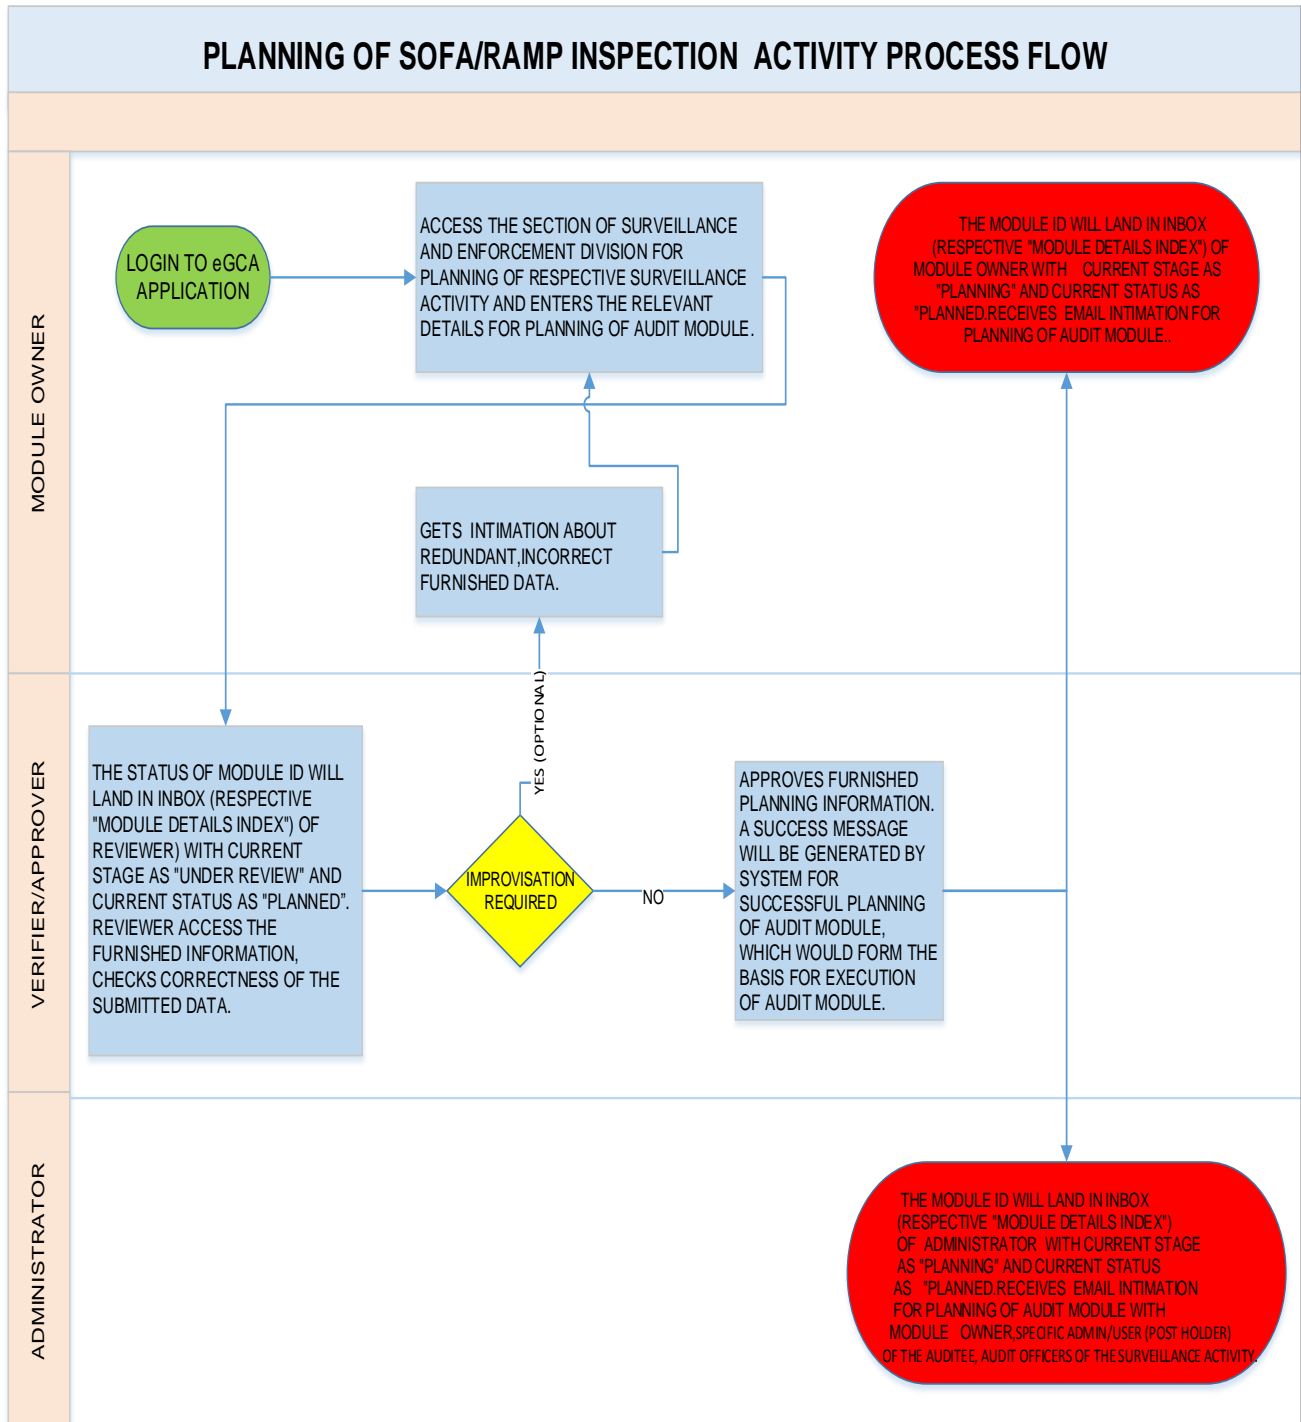 PLANNING OF SOFA/RAMP INSPECTION ACTIVITY PROCESS FLOW
MODULE OWNER
LOGIN TO eGCA
APPLICATION
ACCESS THE SECTION OF SURVEILLANCE
AND ENFORCEMENT DIVISION FOR
PLANNING OF RESPECTIVE SURVEILLANCE
ACTIVITY AND ENTERS THE RELEVANT
DETAILS FOR PLANNING OF AUDIT MODULE.
THE MODULE ID WILL LAND IN INBOX
(RESPECTIVE "MODULE DETAILS INDEX") OF
MODULE OWNER WITH CURRENT STAGE AS
"PLANNING" AND CURRENT STATUS AS
"PLANNED.RECEIVES EMAIL INTIMATION FOR
PLANNING OF AUDIT MODULE..
GETS INTIMATION ABOUT
REDUNDANT,INCORRECT
FURNISHED DATA.
YES (OPTIONAL)
VERIFIER/APPROVER
THE STATUS OF MODULE ID WILL
LAND IN INBOX (RESPECTIVE
"MODULE DETAILS INDEX") OF
REVIEWER) WITH CURRENT
STAGE AS "UNDER REVIEW" AND
CURRENT STATUS AS "PLANNED”.
REVIEWER ACCESS THE
FURNISHED INFORMATION,
CHECKS CORRECTNESS OF THE
SUBMITTED DATA.
IMPROVISATION
REQUIRED
NO
APPROVES FURNISHED
PLANNING INFORMATION.
A SUCCESS MESSAGE
WILL BE GENERATED BY
SYSTEM FOR
SUCCESSFUL PLANNING
OF AUDIT MODULE,
WHICH WOULD FORM THE
BASIS FOR EXECUTION
OF AUDIT MODULE.
ADMINISTRATOR
THE MODULE ID WILL LAND IN INBOX
(RESPECTIVE "MODULE DETAILS INDEX")
OF ADMINISTRATOR WITH CURRENT STAGE
AS "PLANNING" AND CURRENT STATUS
AS "PLANNED.RECEIVES EMAIL INTIMATION
FOR PLANNING OF AUDIT MODULE WITH
MODULE OWNER,SPECIFIC ADMIN/USER (POST HOLDER)
OF THE AUDITEE, AUDIT OFFICERS OF THE SURVEILLANCE ACTIVITY.